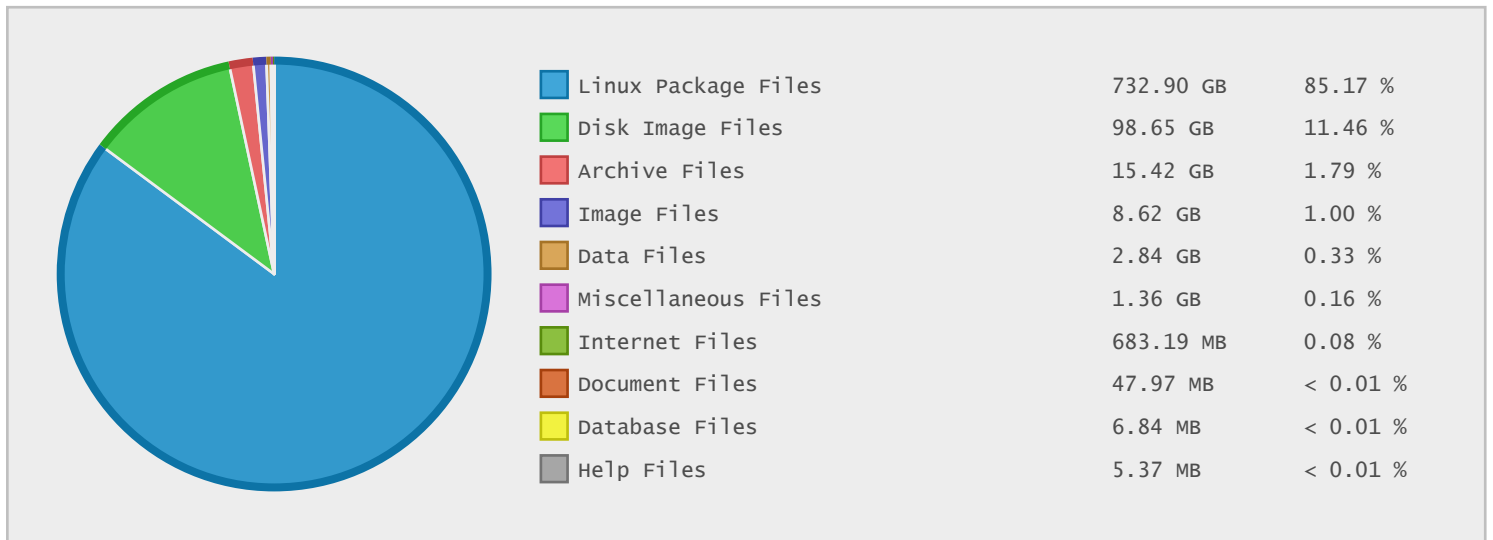 Linux Package Files 732.90 GB 85.17 %
Disk Image Files 98.65 GB 11.46 %
Archive Files 15.42 GB 1.79 %
Image Files 8.62 GB 1.00 %
Data Files 2.84 GB 0.33 %
Miscellaneous Files 1.36 GB 0.16 %
Internet Files 683.19 MB 0.08 %
Document Files 47.97 MB < 0.01 %
Database Files 6.84 MB < 0.01 %
Help Files 5.37 MB < 0.01 %